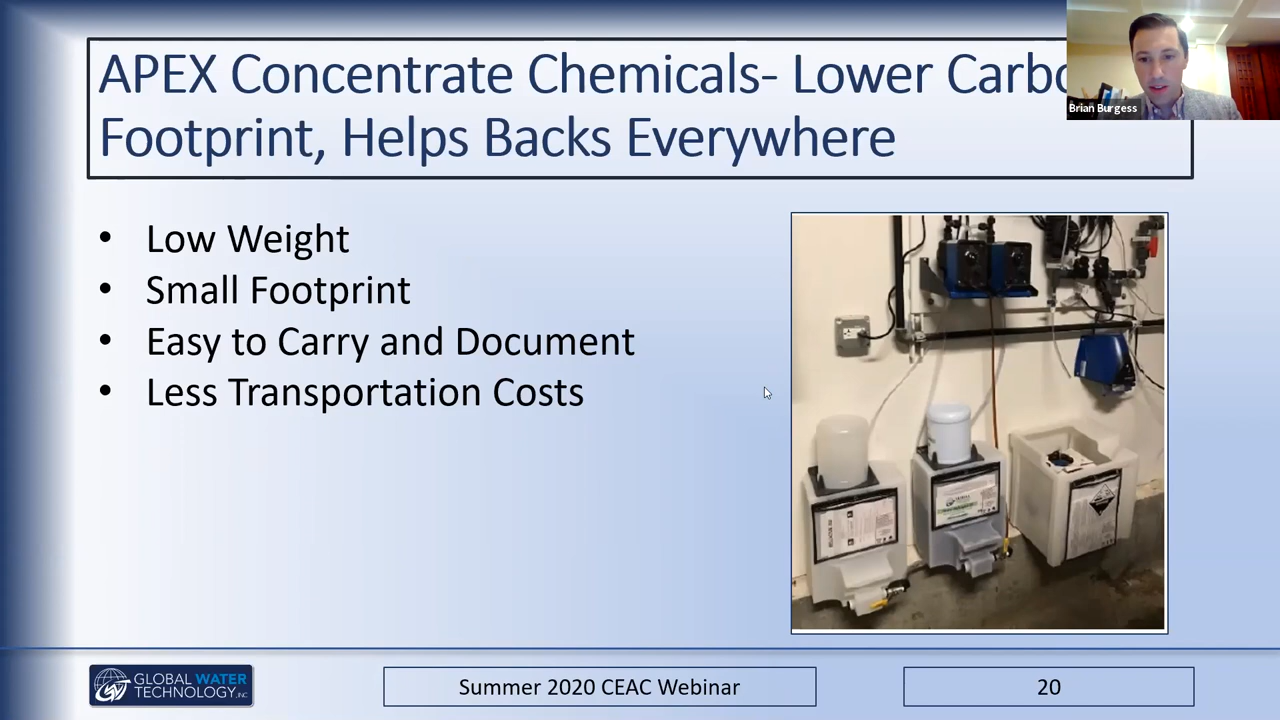 APEX Concentrate Chemicals- Lower Carbo
Footprint, Helps Backs Everywhere
Brian Burgess
• Low Weight
• Small Footprint
• Easy to Carry and Document
• Less Transportation Costs
GLOBAL WATER
TECHNOLOGY, INC
Summer 2020 CEAC Webinar
20